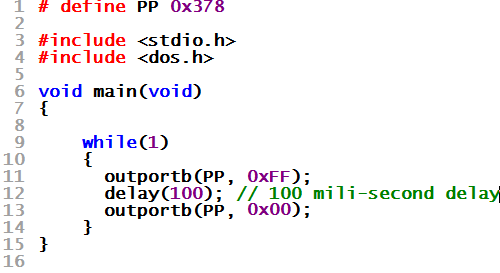 1 # define PP 0x378
2
3 #include <stdio.h>
4 #include <dos.h>
5
6 void main(void)
7 {
8
9 while(1)
10 {
11 outportb(PP, 0xFF);
12 delay(100); // 100 mili-second delay
13 outportb(PP, 0x00);
14 }
15 }
16